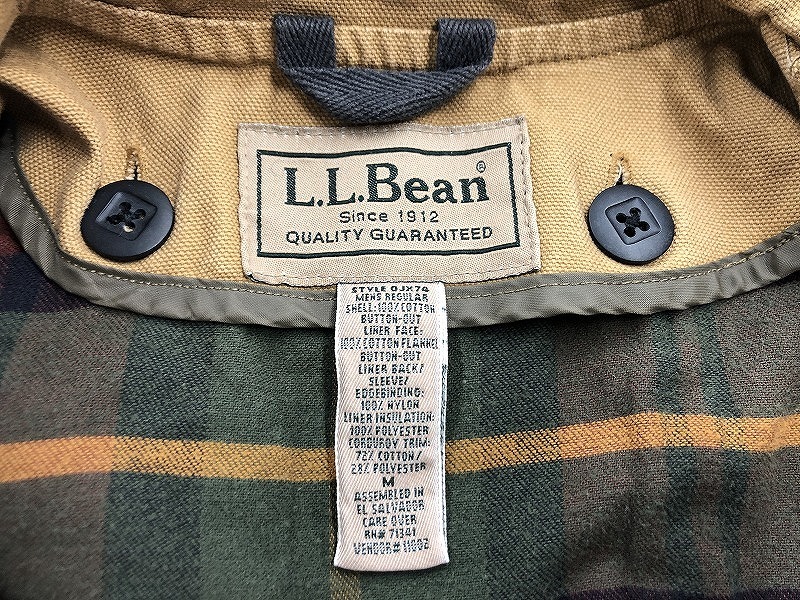 L.L.Bean®
Since 1912
QUALITY GUARANTEED
STYLE 0JX74
MENS REGULAR
SHELL:100% COTTON
BUTTON-OUT
LINER FACE:
100% COTTON FLANNEL
BUTTON-OUT
LINER BACK/
SLEEVE/
EDGEBINDING:
100% NYLON
LINER INSULATION:
100% POLYESTER
CORDUROY TRIM:
72% COTTON/
28% POLYESTER
M
ASSEMBLED IN
EL SALVADOR
CARE OVER
RN# 71341
VENDOR# 11002